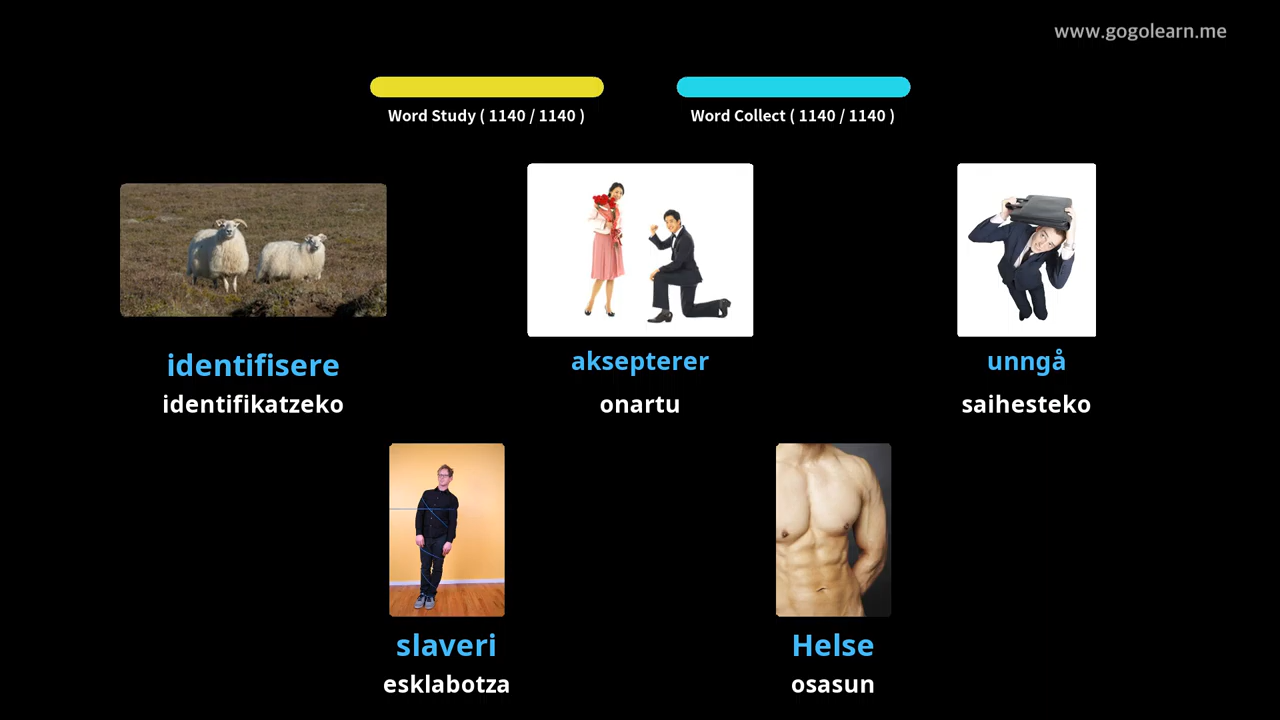 www.gogolearn.me
Word Study ( 1140 / 1140 )
Word Collect ( 1140 / 1140 )
identifisere
identifikatzeko
aksepterer
onartu
unngå
saihesteko
slaveri
esklabotza
Helse
osasun